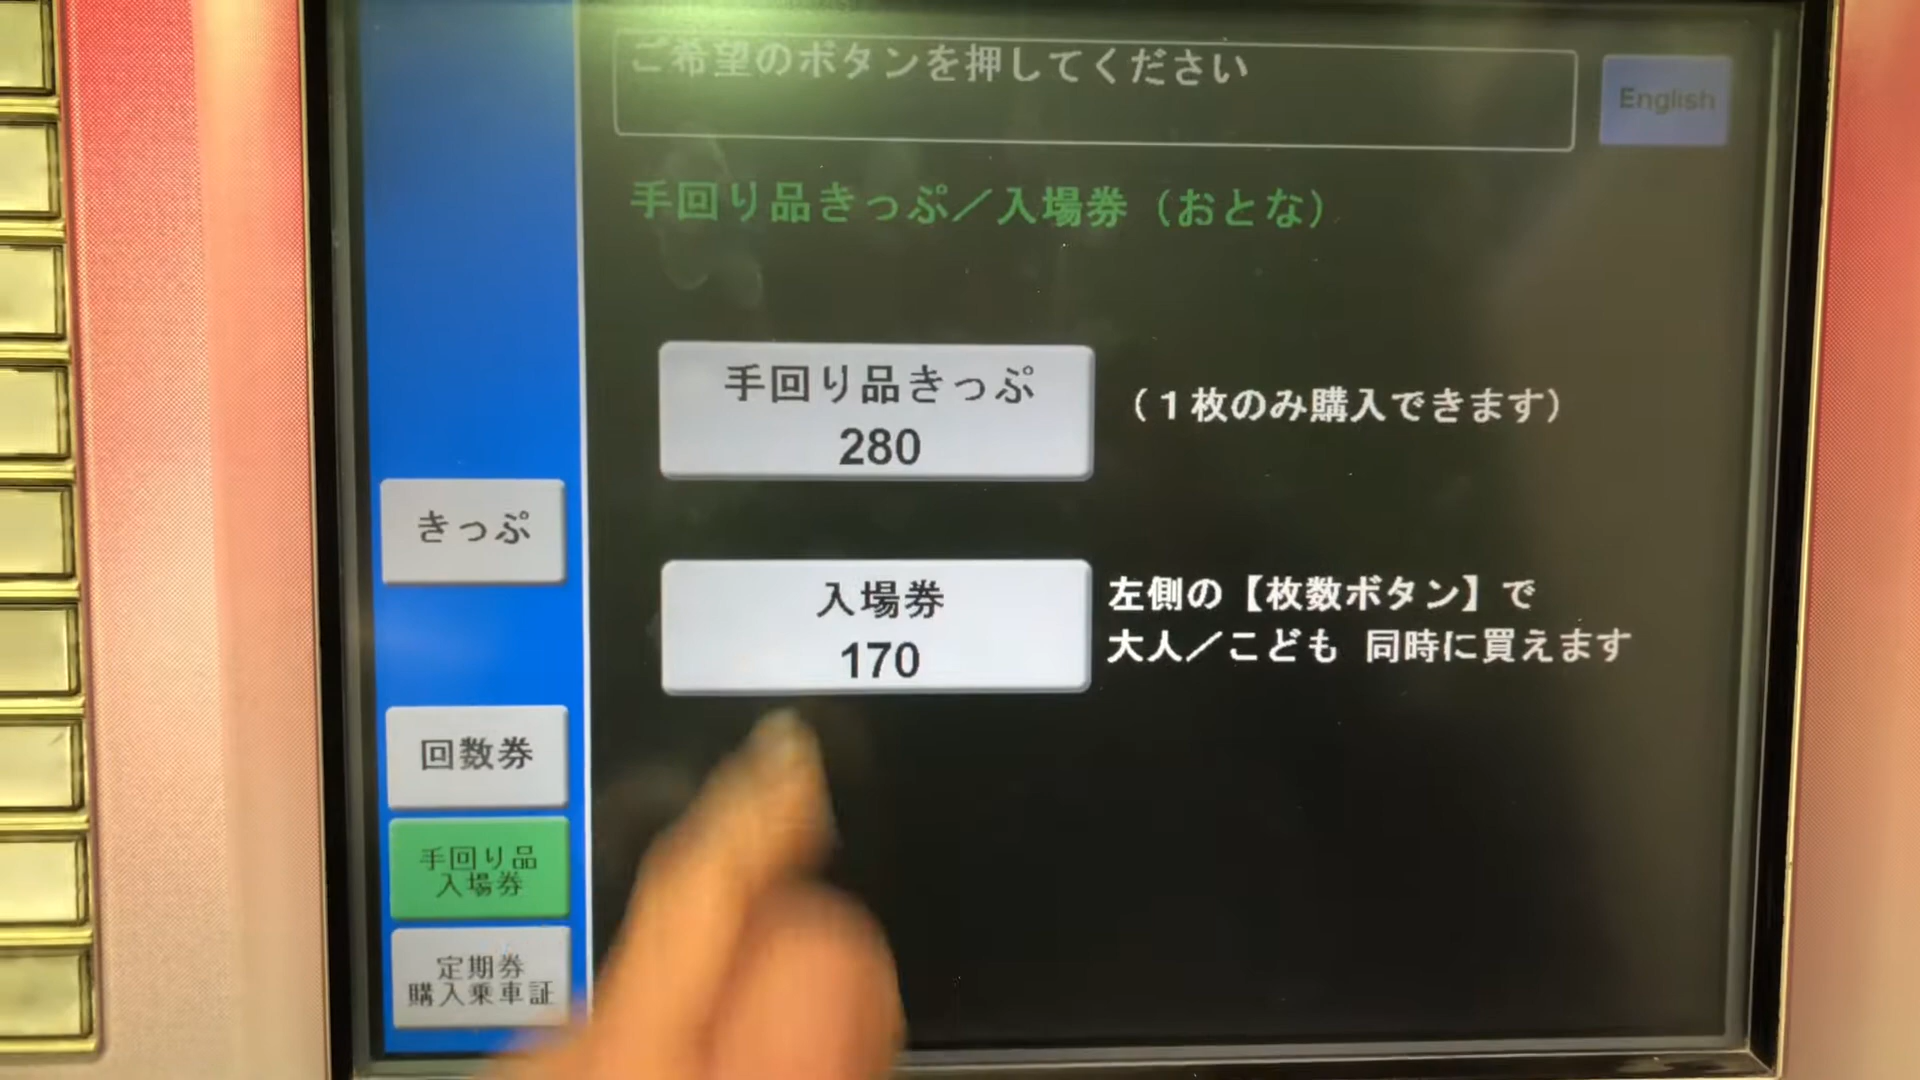 ご希望のボタンを押してください
English
手回り品きっぷ／入場券（おとな）
手回り品きっぷ
280
（１枚のみ購入できます）
入場券
170
左側の【枚数ボタン】で
大人／こども 同時に買えます
きっぷ
回数券
手回り品
入場券
定期券
購入乗車証